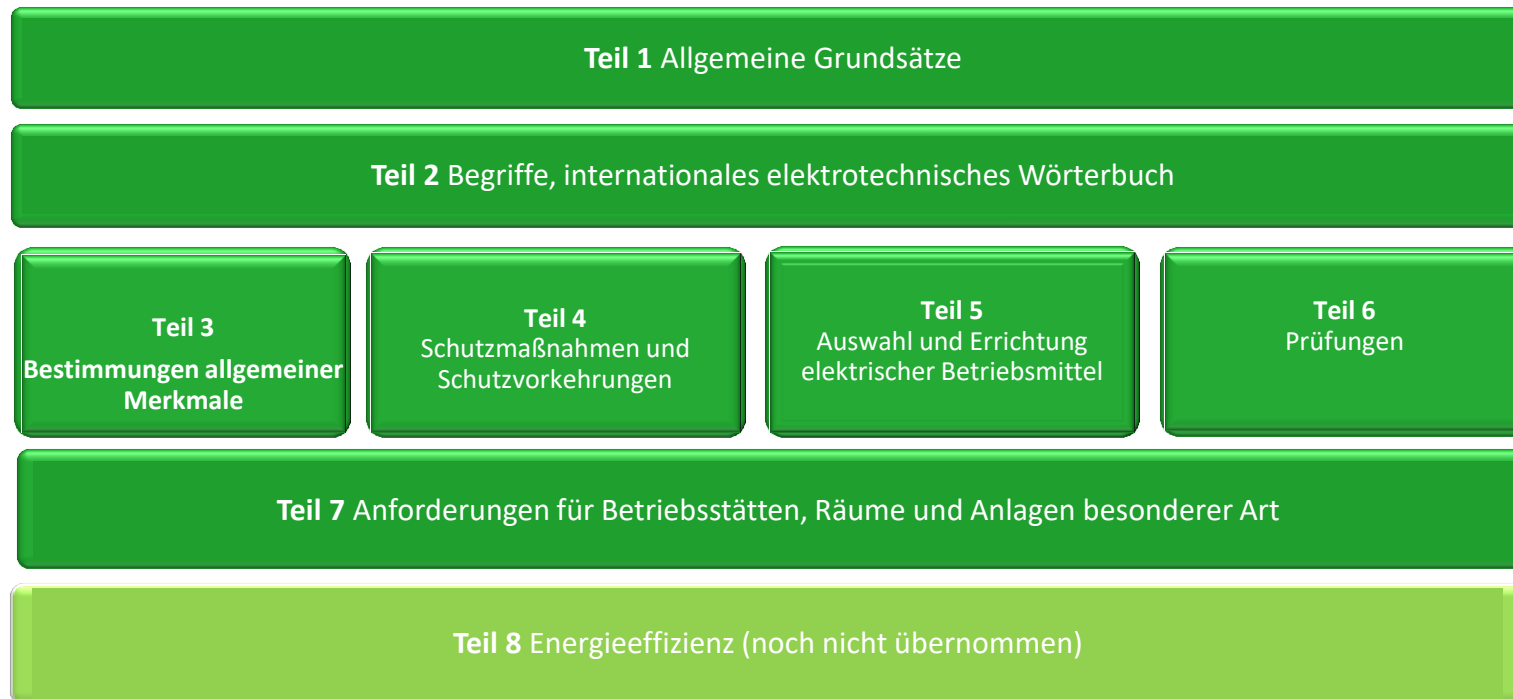 Teil 1 Allgemeine Grundsätze
Teil 2 Begriffe, internationales elektrotechnisches Wörterbuch
Teil 3
Bestimmungen allgemeiner
Merkmale
Teil 4
Schutzmaßnahmen und
Schutzvorkehrungen
Teil 5
Auswahl und Errichtung
elektrischer Betriebsmittel
Teil 6
Prüfungen
Teil 7 Anforderungen für Betriebsstätten, Räume und Anlagen besonderer Art
Teil 8 Energieeffizienz (noch nicht übernommen)